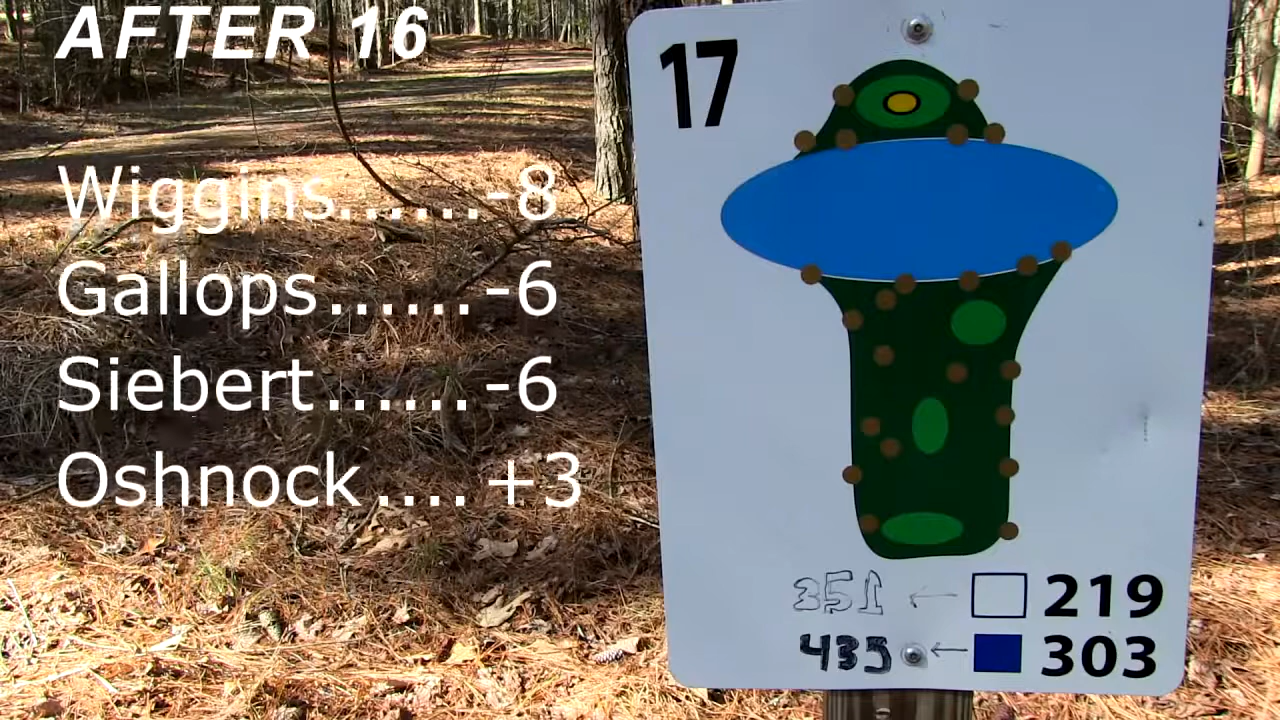 AFTER 16
Wiggins......-8
Gallops......-6
Siebert......-6
Oshnock....+3
17
351 ← 219
435 ← 303